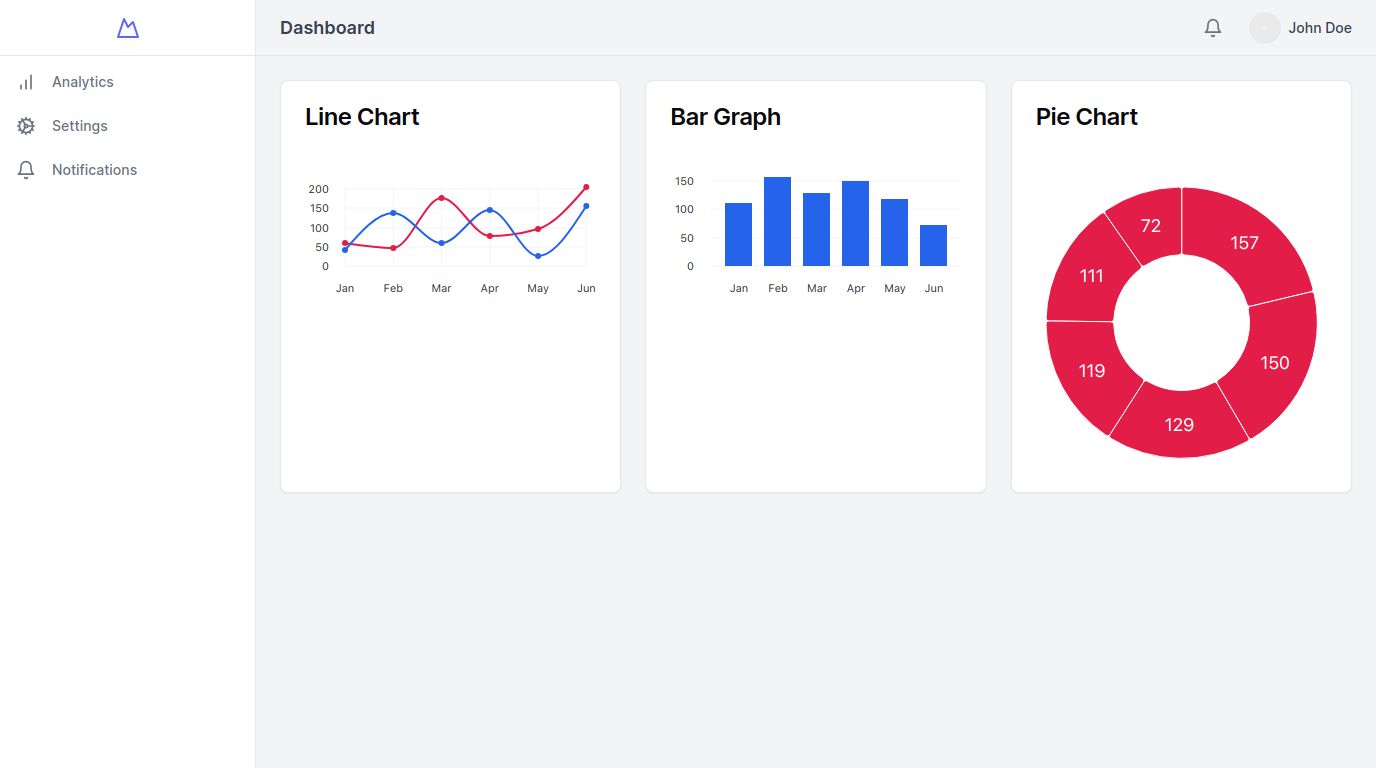 Dashboard
John Doe
Analytics
Settings
Notifications
Line Chart
200
150
100
50
0
Jan Feb Mar Apr May Jun
Bar Graph
150
100
50
0
Jan Feb Mar Apr May Jun
Pie Chart
72
157
111
150
119
129